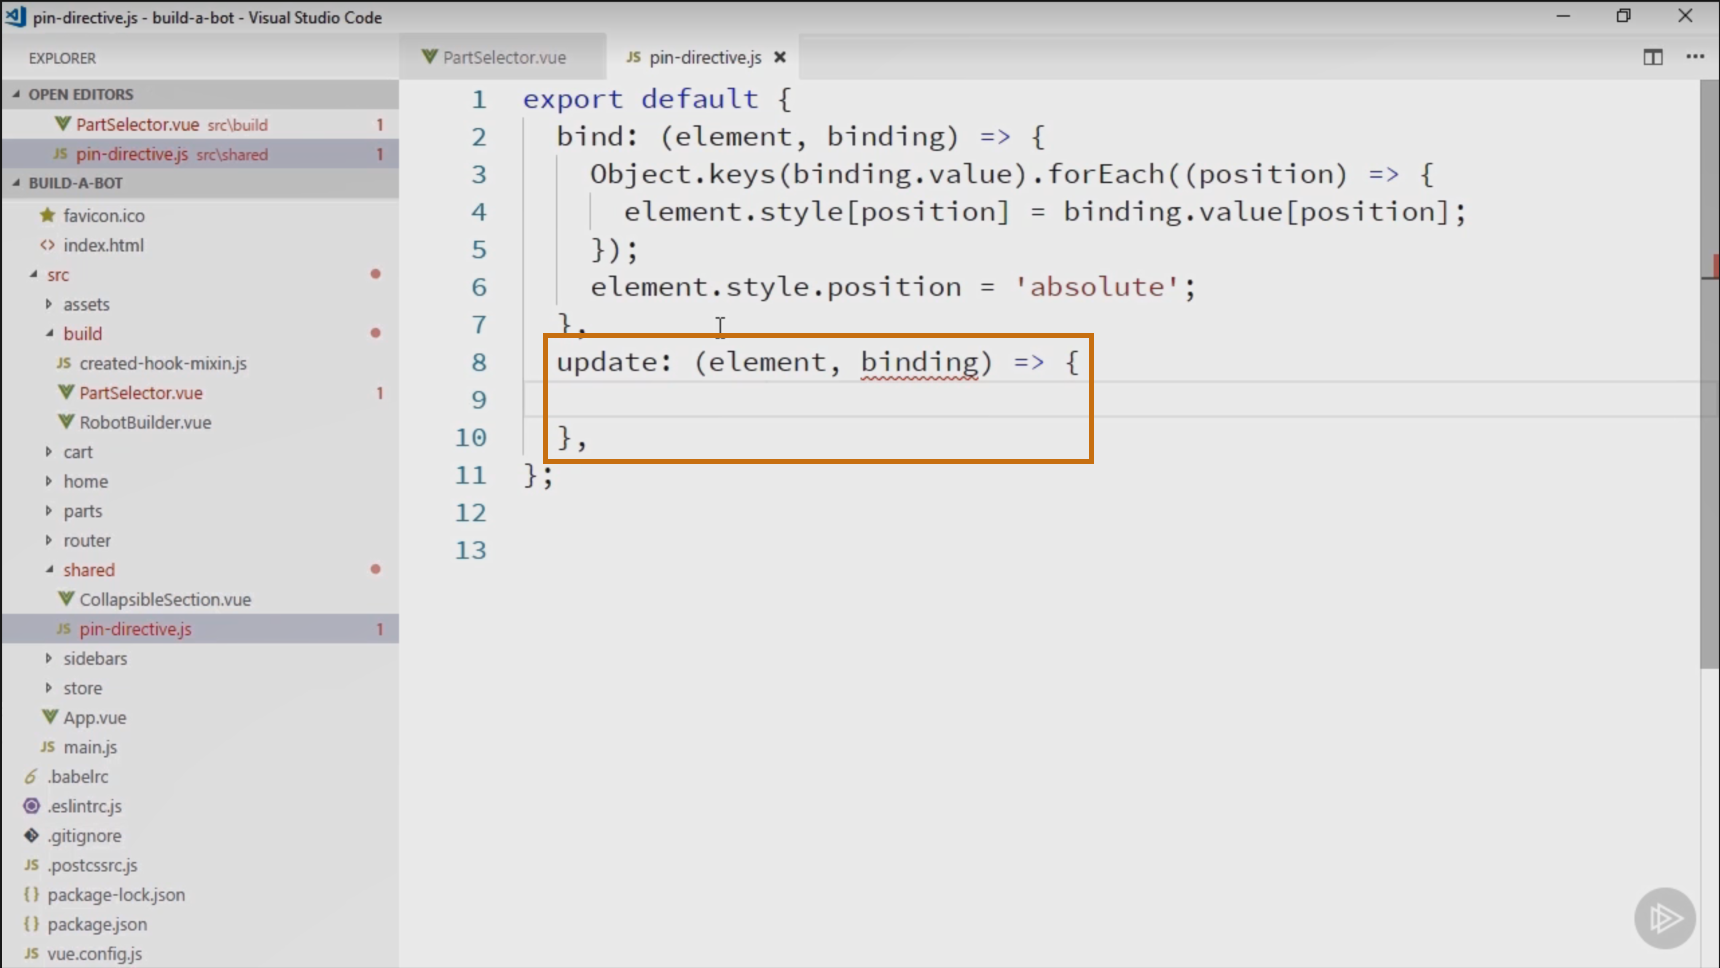 pin-directive.js - build-a-bot - Visual Studio Code
EXPLORER
PartSelector.vue
JS pin-directive.js
OPEN EDITORS
PartSelector.vue src\build 1
JS pin-directive.js src\shared 1
BUILD-A-BOT
favicon.ico
<> index.html
src
assets
build
JS created-hook-mixin.js
PartSelector.vue 1
RobotBuilder.vue
cart
home
parts
router
shared
CollapsibleSection.vue
JS pin-directive.js 1
sidebars
store
App.vue
JS main.js
.babelrc
.eslintrc.js
.gitignore
JS .postcssrc.js
{ } package-lock.json
{ } package.json
JS vue.config.js
1 export default {
2 bind: (element, binding) => {
3 Object.keys(binding.value).forEach((position) => {
4 element.style[position] = binding.value[position];
5 });
6 element.style.position = 'absolute';
7 },
8 update: (element, binding) => {
9
10 },
11 };
12
13